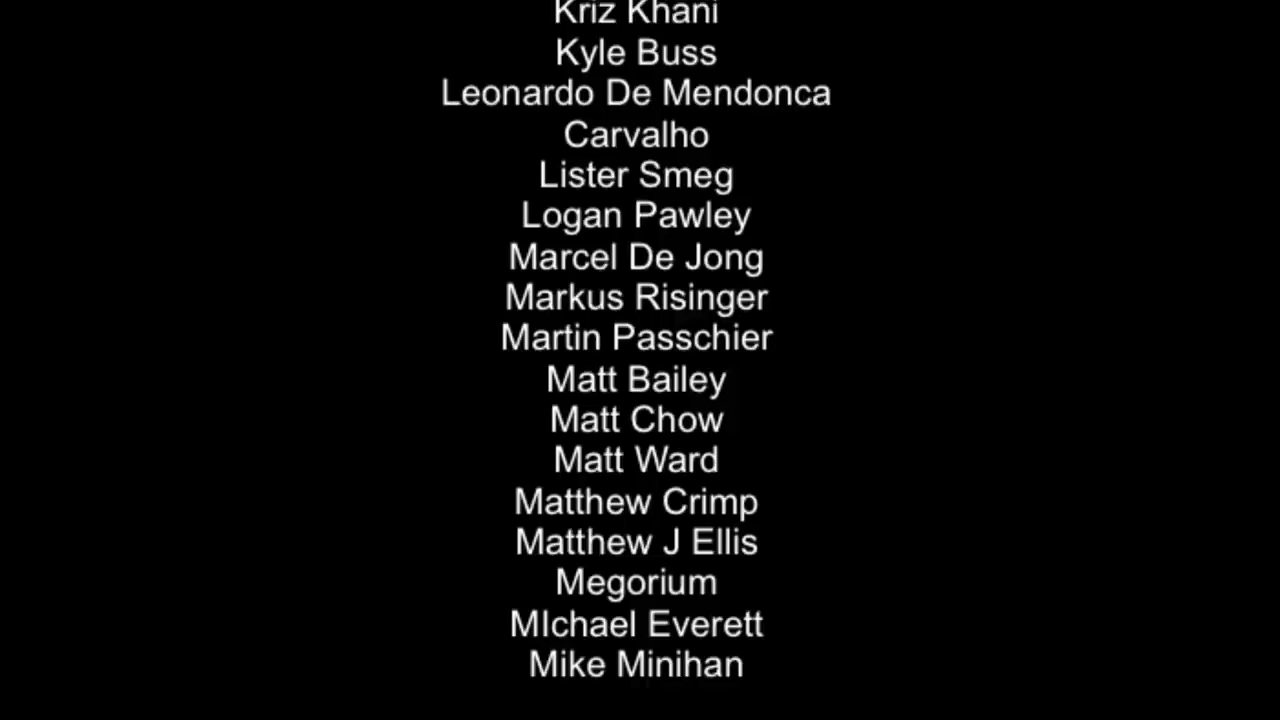 Kriz Khani
Kyle Buss
Leonardo De Mendonca
Carvalho
Lister Smeg
Logan Pawley
Marcel De Jong
Markus Risinger
Martin Passchier
Matt Bailey
Matt Chow
Matt Ward
Matthew Crimp
Matthew J Ellis
Megorium
MIchael Everett
Mike Minihan